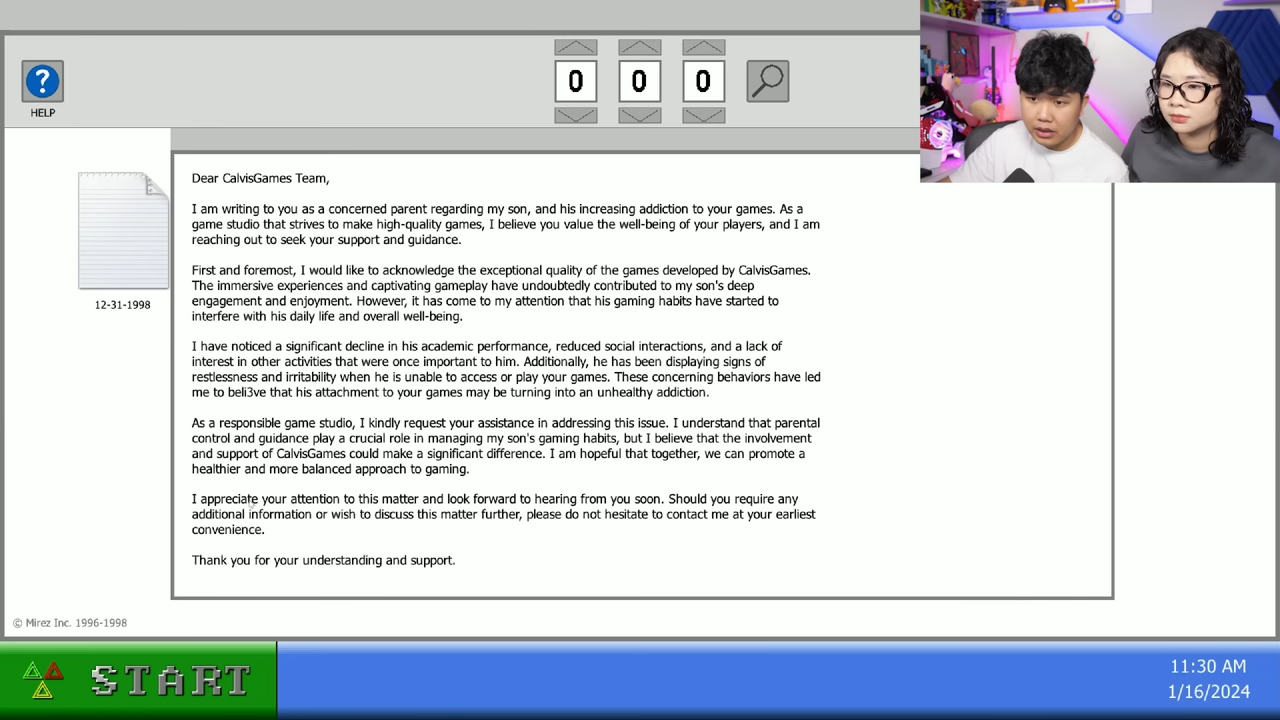 0 0 0
HELP
Dear CalvisGames Team,
I am writing to you as a concerned parent regarding my son, and his increasing addiction to your games. As a
game studio that strives to make high-quality games, I believe you value the well-being of your players, and I am
reaching out to seek your support and guidance.
First and foremost, I would like to acknowledge the exceptional quality of the games developed by CalvisGames.
The immersive experiences and captivating gameplay have undoubtedly contributed to my son's deep
engagement and enjoyment. However, it has come to my attention that his gaming habits have started to
interfere with his daily life and overall well-being.
I have noticed a significant decline in his academic performance, reduced social interactions, and a lack of
interest in other activities that were once important to him. Additionally, he has been displaying signs of
restlessness and irritability when he is unable to access or play your games. These concerning behaviors have led
me to beli3ve that his attachment to your games may be turning into an unhealthy addiction.
As a responsible game studio, I kindly request your assistance in addressing this issue. I understand that parental
control and guidance play a crucial role in managing my son's gaming habits, but I believe that the involvement
and support of CalvisGames could make a significant difference. I am hopeful that together, we can promote a
healthier and more balanced approach to gaming.
I appreciate your attention to this matter and look forward to hearing from you soon. Should you require any
additional information or wish to discuss this matter further, please do not hesitate to contact me at your earliest
convenience.
Thank you for your understanding and support.
12-31-1998
© Mirez Inc. 1996-1998
START
11:30 AM
1/16/2024